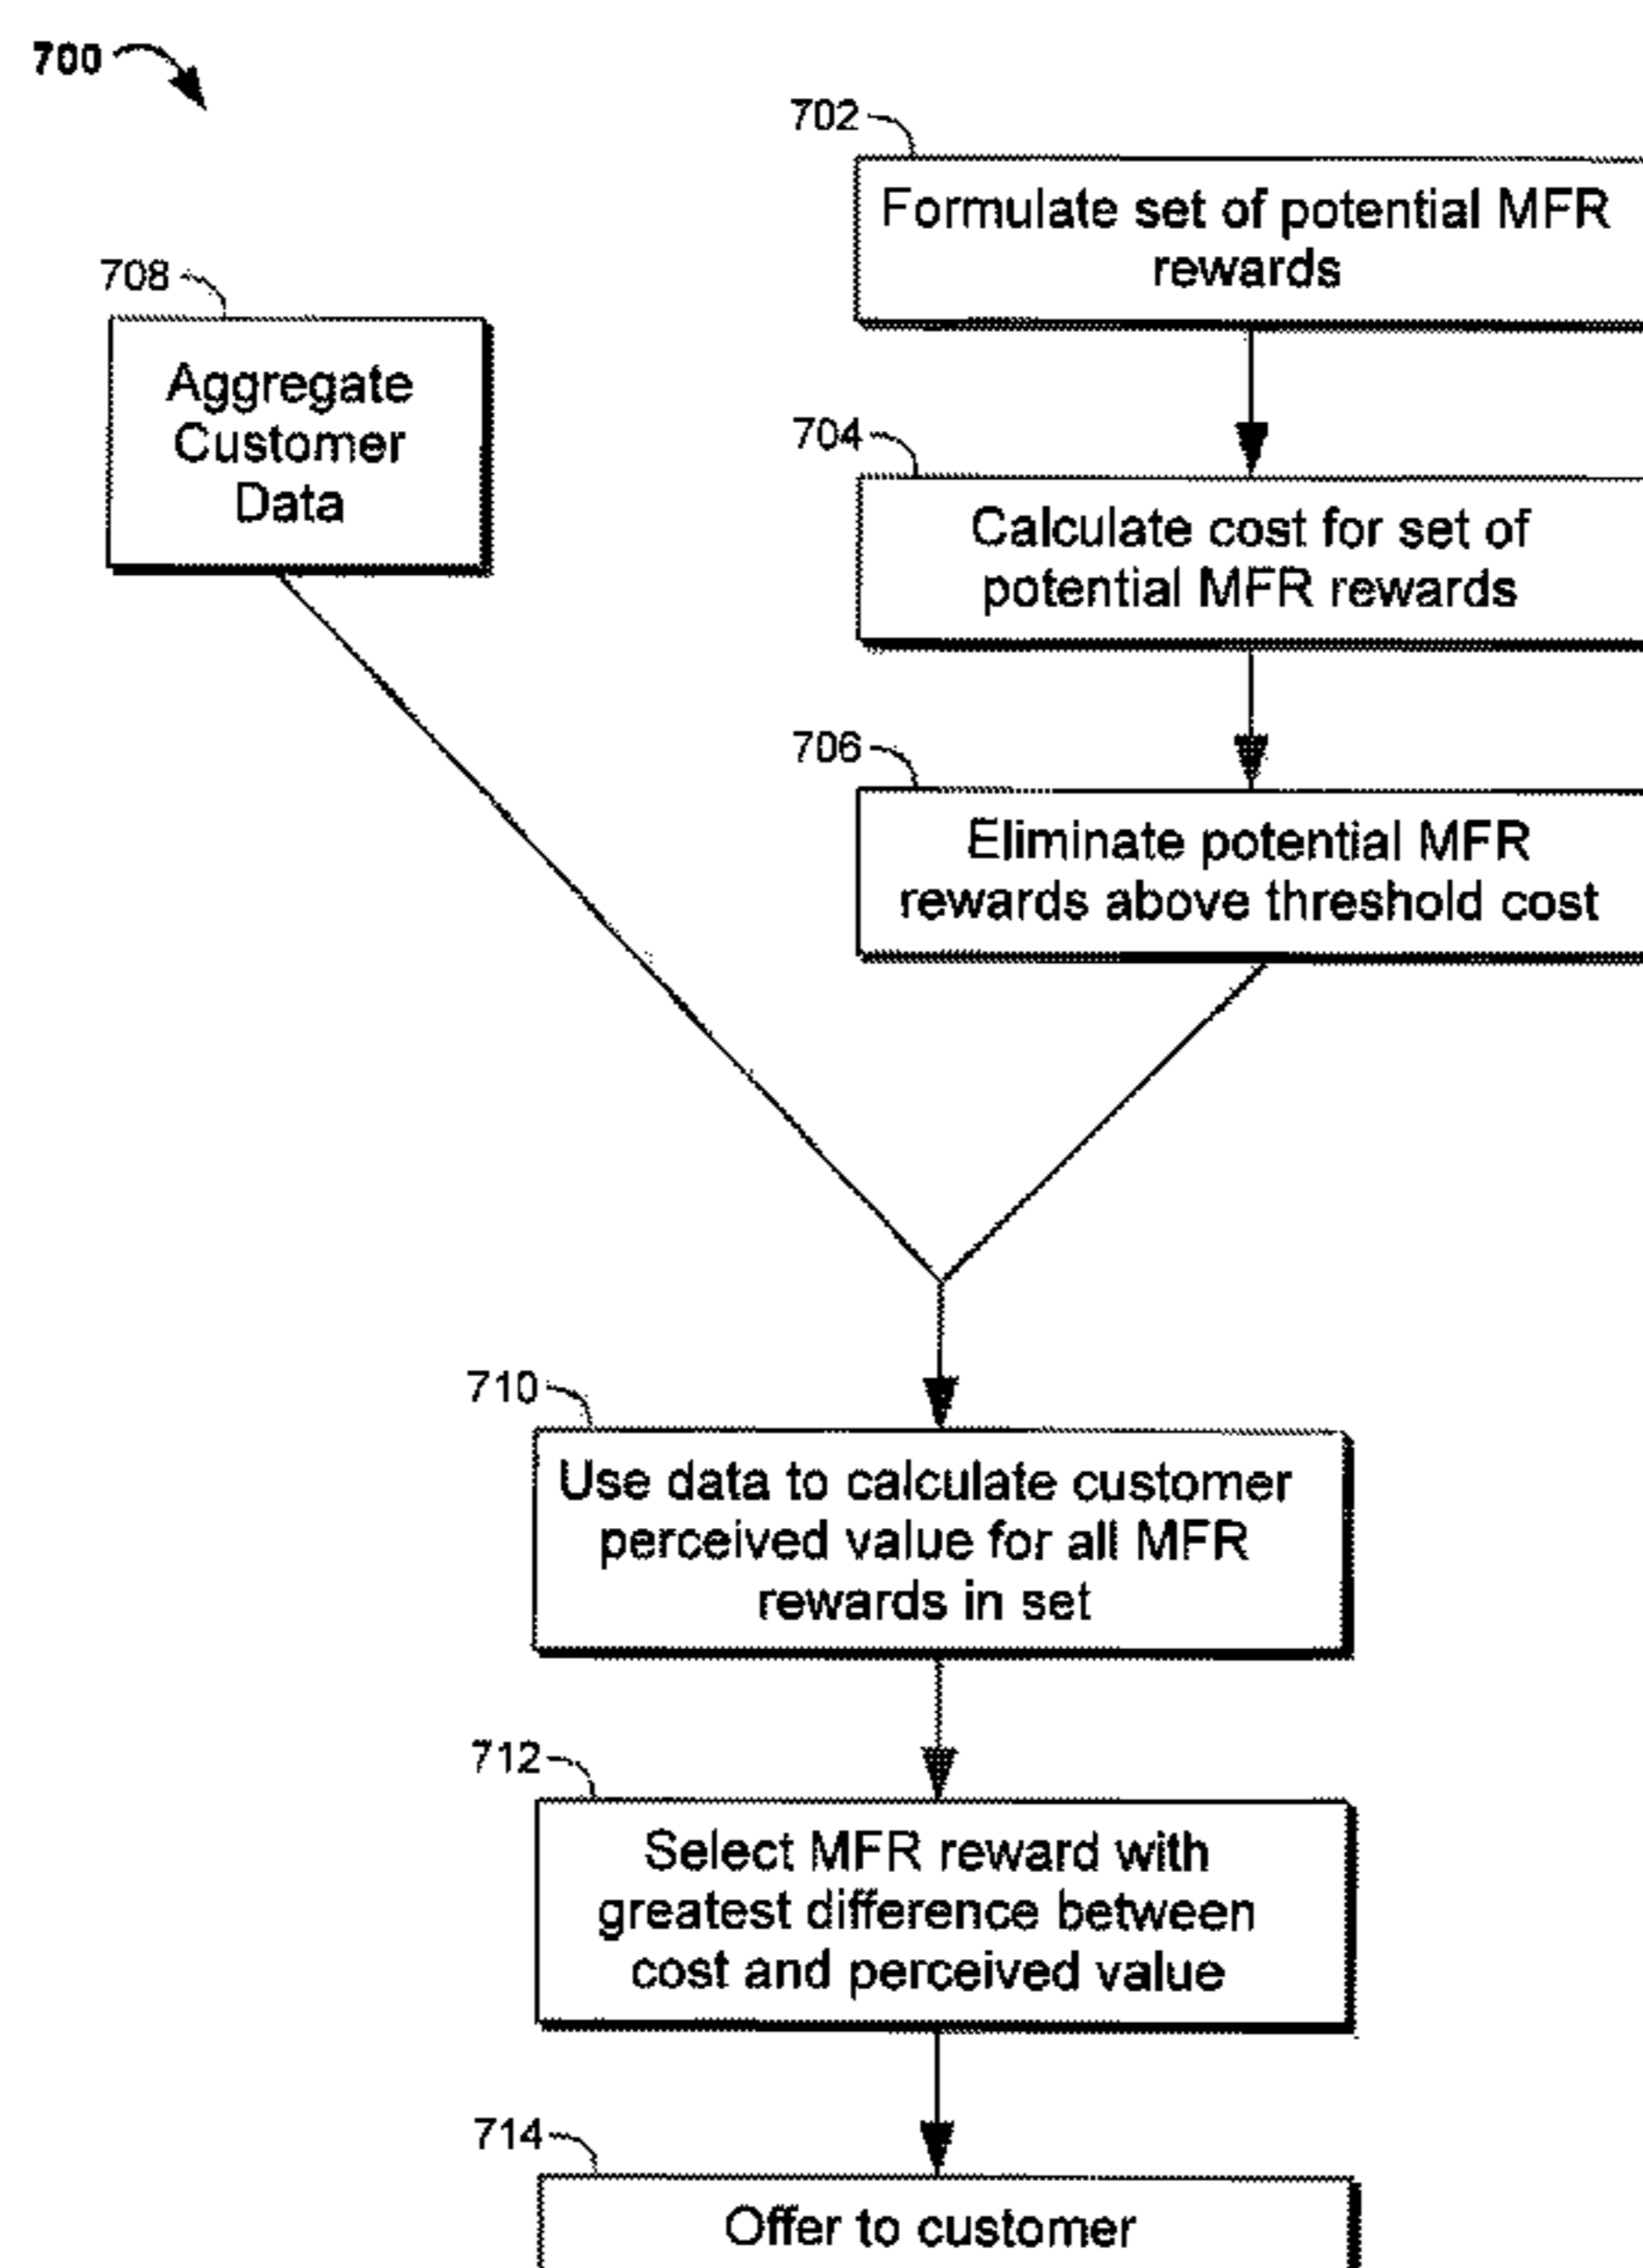 700
702
Formulate set of potential MFR
rewards
708
Aggregate
Customer
Data
704
Calculate cost for set of
potential MFR rewards
706
Eliminate potential MFR
rewards above threshold cost
710
Use data to calculate customer
perceived value for all MFR
rewards in set
712
Select MFR reward with
greatest difference between
cost and perceived value
714
Offer to customer